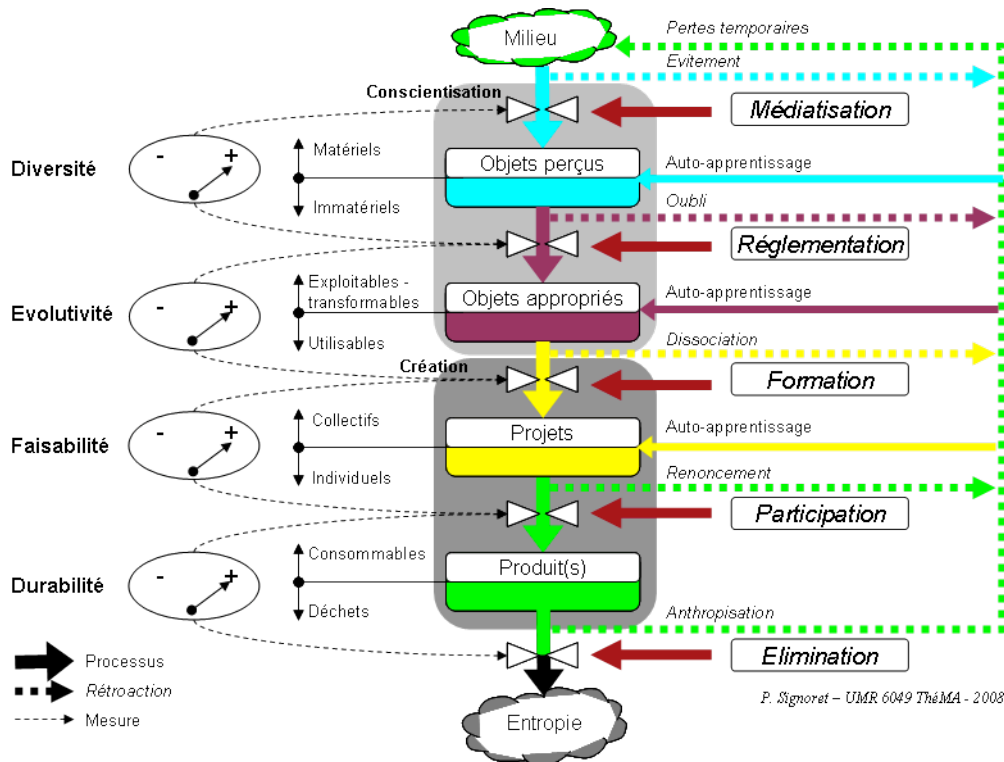 Milieu
Pertes temporaires
Evitement
Conscientisation
Médiatisation
Diversité
- +
Matériels
Immatériels
Objets perçus
Auto-apprentissage
Oubli
Réglementation
Evolutivité
- +
Exploitables -
transformables
Utilisables
Objets appropriés
Auto-apprentissage
Dissociation
Création
Formation
Faisabilité
- +
Collectifs
Individuels
Projets
Auto-apprentissage
Renoncement
Participation
Durabilité
- +
Consommables
Déchets
Produit(s)
Anthropisation
Elimination
Processus
Rétroaction
Mesure
Entropie
P. Signoret – UMR 6049 ThéMA - 2008